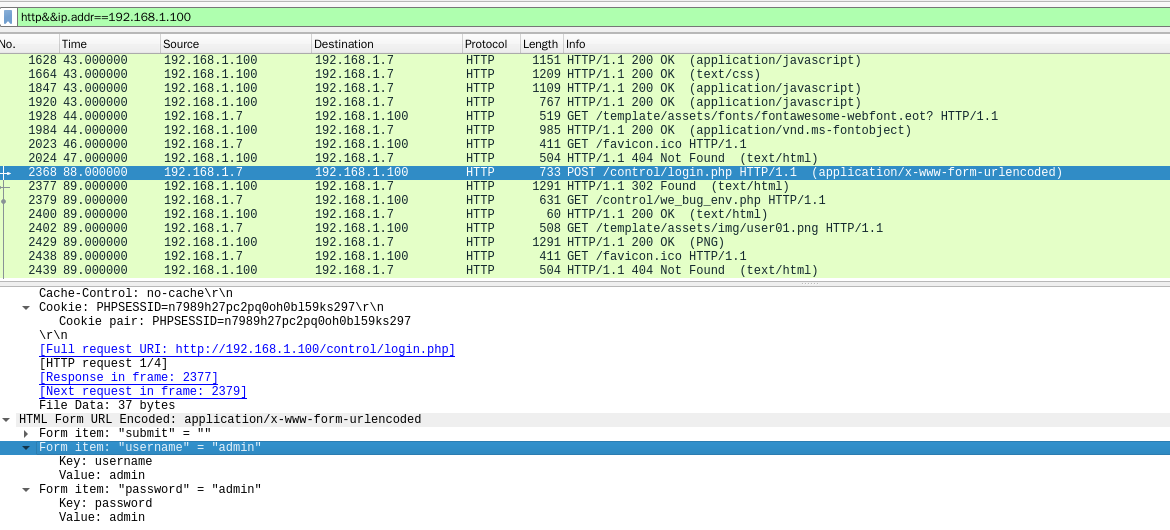 http&&ip.addr==192.168.1.100
No. Time Source Destination Protocol Length Info
1628 43.000000 192.168.1.100 192.168.1.7 HTTP 1151 HTTP/1.1 200 OK (application/javascript)
1664 43.000000 192.168.1.100 192.168.1.7 HTTP 1209 HTTP/1.1 200 OK (text/css)
1847 43.000000 192.168.1.100 192.168.1.7 HTTP 1109 HTTP/1.1 200 OK (application/javascript)
1920 43.000000 192.168.1.100 192.168.1.7 HTTP 767 HTTP/1.1 200 OK (application/javascript)
1928 44.000000 192.168.1.7 192.168.1.100 HTTP 519 GET /template/assets/fonts/fontawesome-webfont.eot? HTTP/1.1
1984 44.000000 192.168.1.100 192.168.1.7 HTTP 985 HTTP/1.1 200 OK (application/vnd.ms-fontobject)
2023 46.000000 192.168.1.7 192.168.1.100 HTTP 411 GET /favicon.ico HTTP/1.1
2024 47.000000 192.168.1.100 192.168.1.7 HTTP 504 HTTP/1.1 404 Not Found (text/html)
2368 88.000000 192.168.1.7 192.168.1.100 HTTP 733 POST /control/login.php HTTP/1.1 (application/x-www-form-urlencoded)
2377 89.000000 192.168.1.100 192.168.1.7 HTTP 1291 HTTP/1.1 302 Found (text/html)
2379 89.000000 192.168.1.7 192.168.1.100 HTTP 631 GET /control/we_bug_env.php HTTP/1.1
2400 89.000000 192.168.1.100 192.168.1.7 HTTP 60 HTTP/1.1 200 OK (text/html)
2402 89.000000 192.168.1.7 192.168.1.100 HTTP 508 GET /template/assets/img/user01.png HTTP/1.1
2429 89.000000 192.168.1.100 192.168.1.7 HTTP 1291 HTTP/1.1 200 OK (PNG)
2438 89.000000 192.168.1.7 192.168.1.100 HTTP 411 GET /favicon.ico HTTP/1.1
2439 89.000000 192.168.1.100 192.168.1.7 HTTP 504 HTTP/1.1 404 Not Found (text/html)
Cache-Control: no-cache\r\n
Cookie: PHPSESSID=n7989h27pc2pq0oh0bl59ks297\r\n
Cookie pair: PHPSESSID=n7989h27pc2pq0oh0bl59ks297
\r\n
[Full request URI: http://192.168.1.100/control/login.php]
[HTTP request 1/4]
[Response in frame: 2377]
[Next request in frame: 2379]
File Data: 37 bytes
HTML Form URL Encoded: application/x-www-form-urlencoded
Form item: "submit" = ""
Form item: "username" = "admin"
Key: username
Value: admin
Form item: "password" = "admin"
Key: password
Value: admin